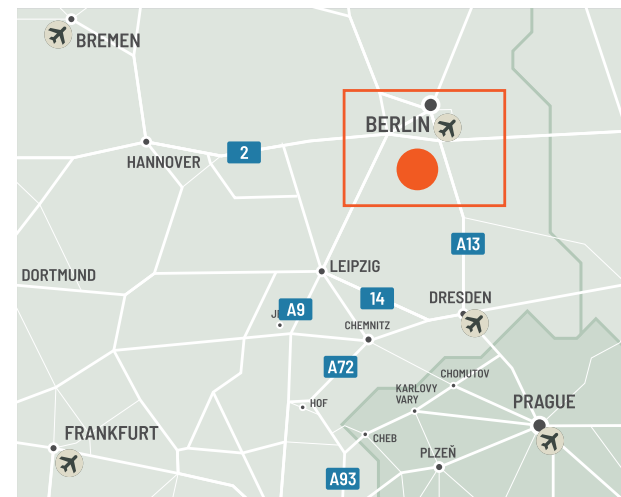 BREMEN
BERLIN
2
HANNOVER
A13
LEIPZIG
DORTMUND
14
DRESDEN
A9
CHEMNITZ
A72
CHOMUTOV
KARLOVY
VARY
HOF
PRAGUE
FRANKFURT
CHEB
PLZEŇ
A93